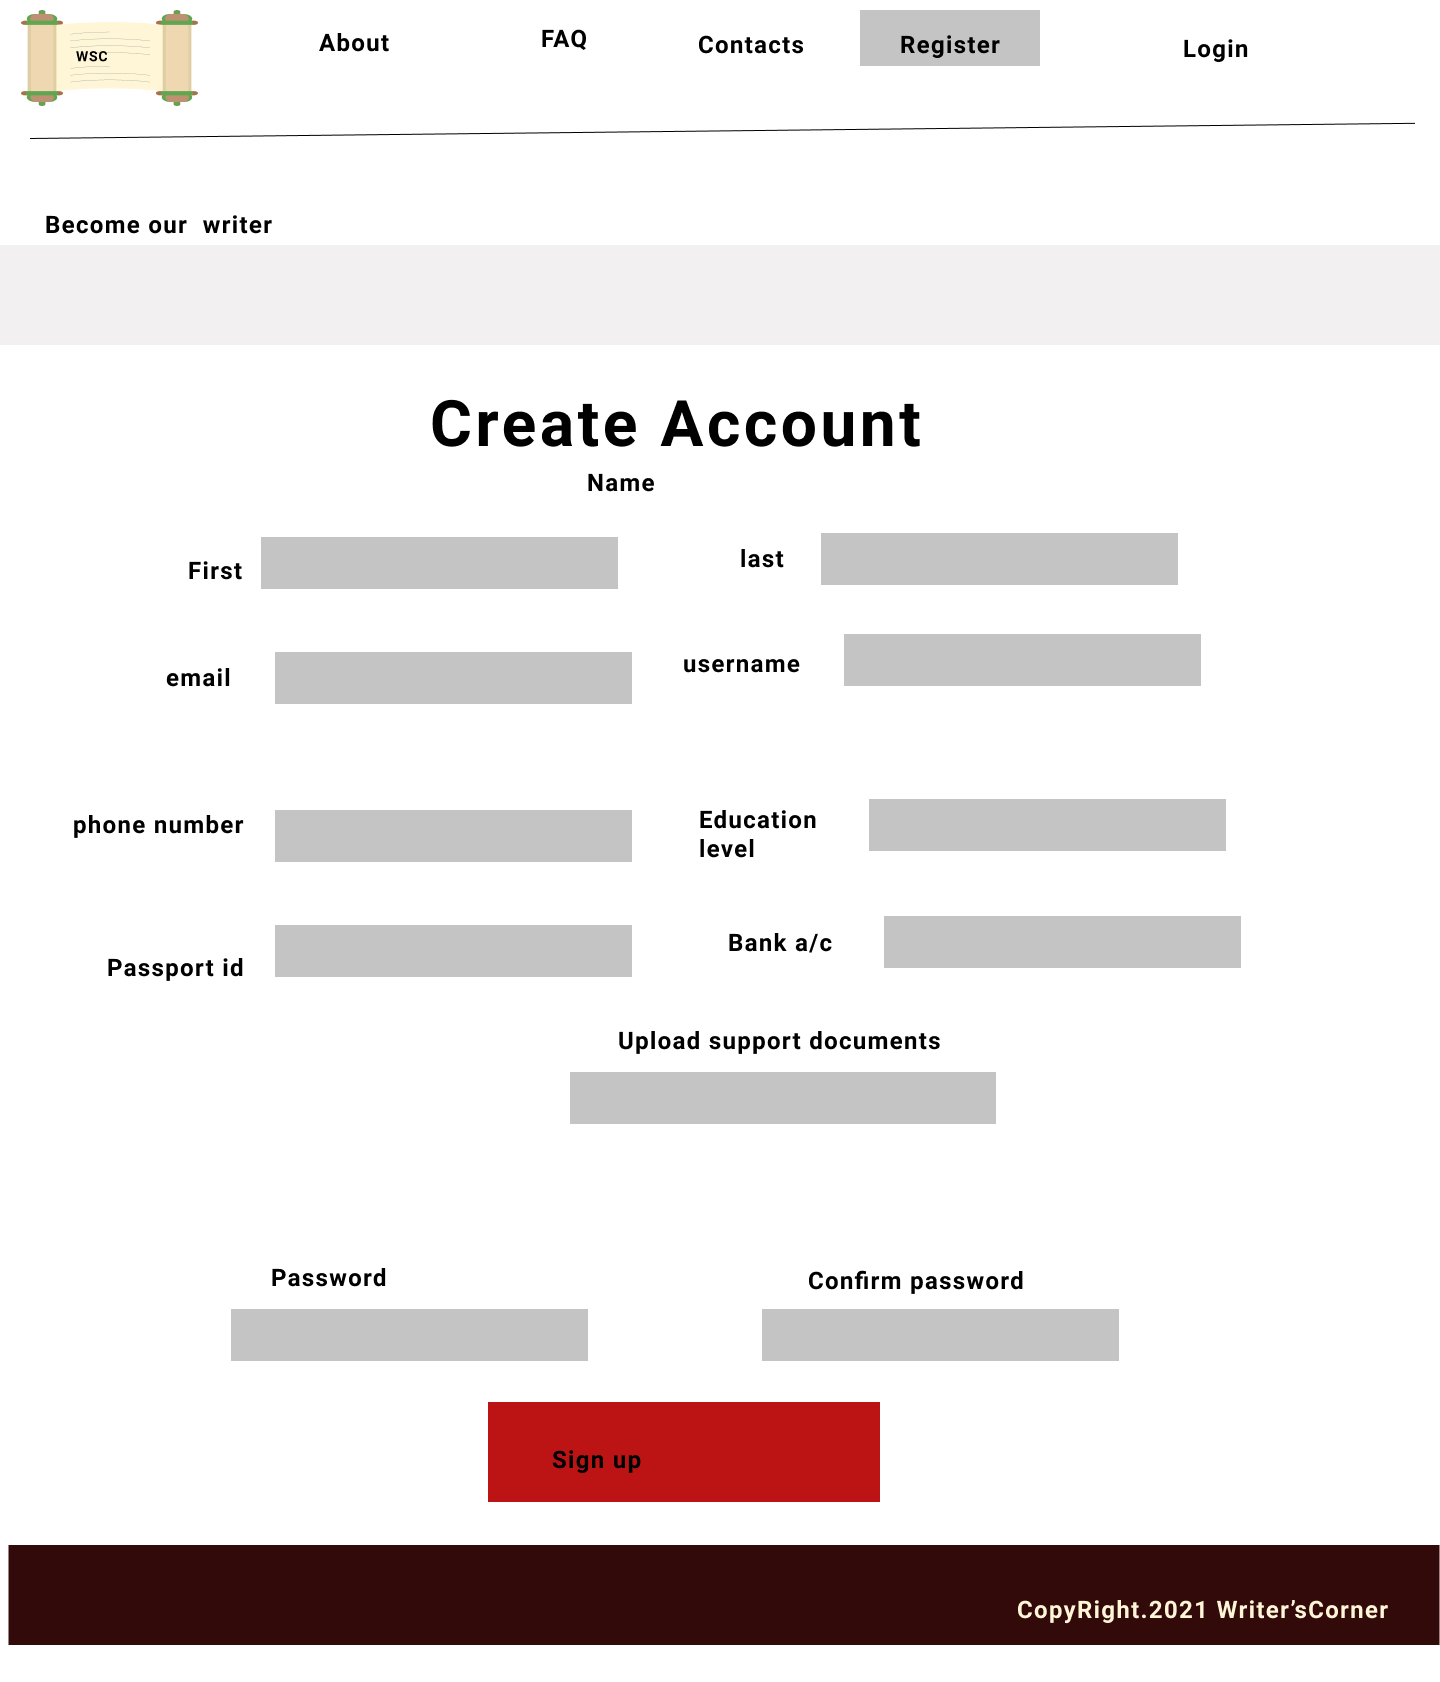 WSC
About
FAQ
Contacts
Register
Login
Become our  writer
Create Account
Name
First
last
email
username
phone number
Education
level
Passport id
Bank a/c
Upload support documents
Password
Confirm password
Sign up
CopyRight.2021 Writer’sCorner